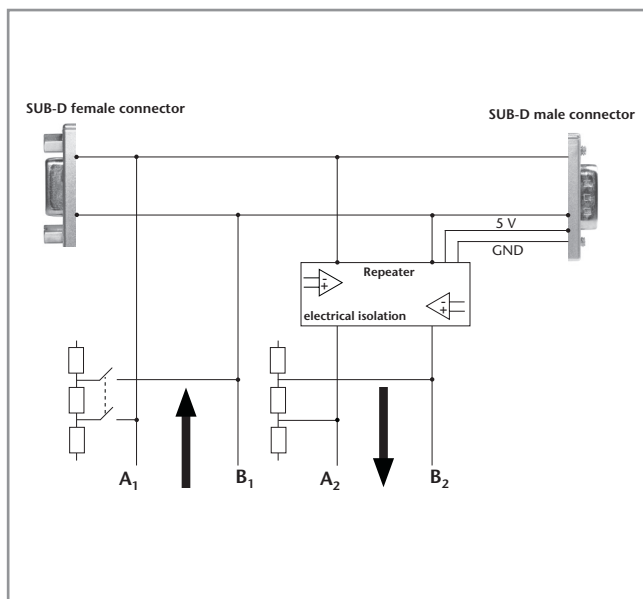 SUB-D female connector
SUB-D male connector
5 V
GND
Repeater
electrical isolation
A₁
B₁
A₂
B₂